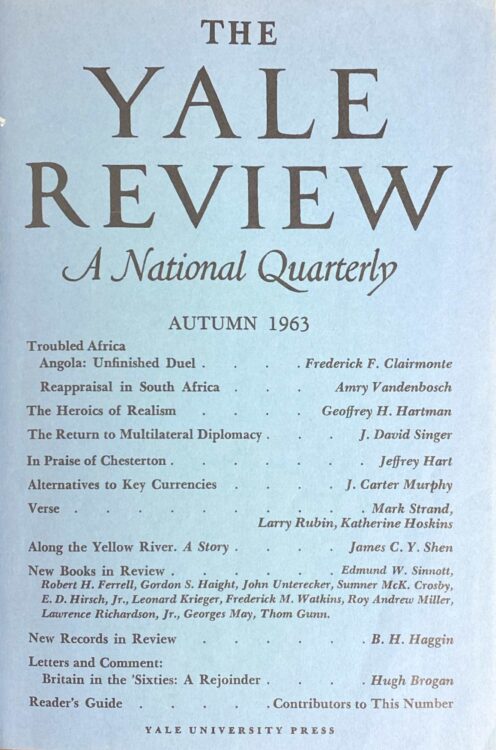 THE
YALE
REVIEW
A National Quarterly
AUTUMN 1963
Troubled Africa
Angola: Unfinished Duel . . . . Frederick F. Clairmonte
Reappraisal in South Africa . . . Amry Vandenbosch
The Heroics of Realism . . . . Geoffrey H. Hartman
The Return to Multilateral Diplomacy . . . J. David Singer
In Praise of Chesterton . . . . . . Jeffrey Hart
Alternatives to Key Currencies . . . . J. Carter Murphy
Verse . . . . . . . . . . Mark Strand,
Larry Rubin, Katherine Hoskins
Along the Yellow River. A Story . . . . James C. Y. Shen
New Books in Review . . . . . Edmund W. Sinnott,
Robert H. Ferrell, Gordon S. Haight, John Unterecker, Sumner McK. Crosby,
E. D. Hirsch, Jr., Leonard Krieger, Frederick M. Watkins, Roy Andrew Miller,
Lawrence Richardson, Jr., Georges May, Thom Gunn.
New Records in Review . . . . . B. H. Haggin
Letters and Comment:
Britain in the 'Sixties: A Rejoinder . . . . Hugh Brogan
Reader's Guide . . . . . Contributors to This Number
YALE UNIVERSITY PRESS